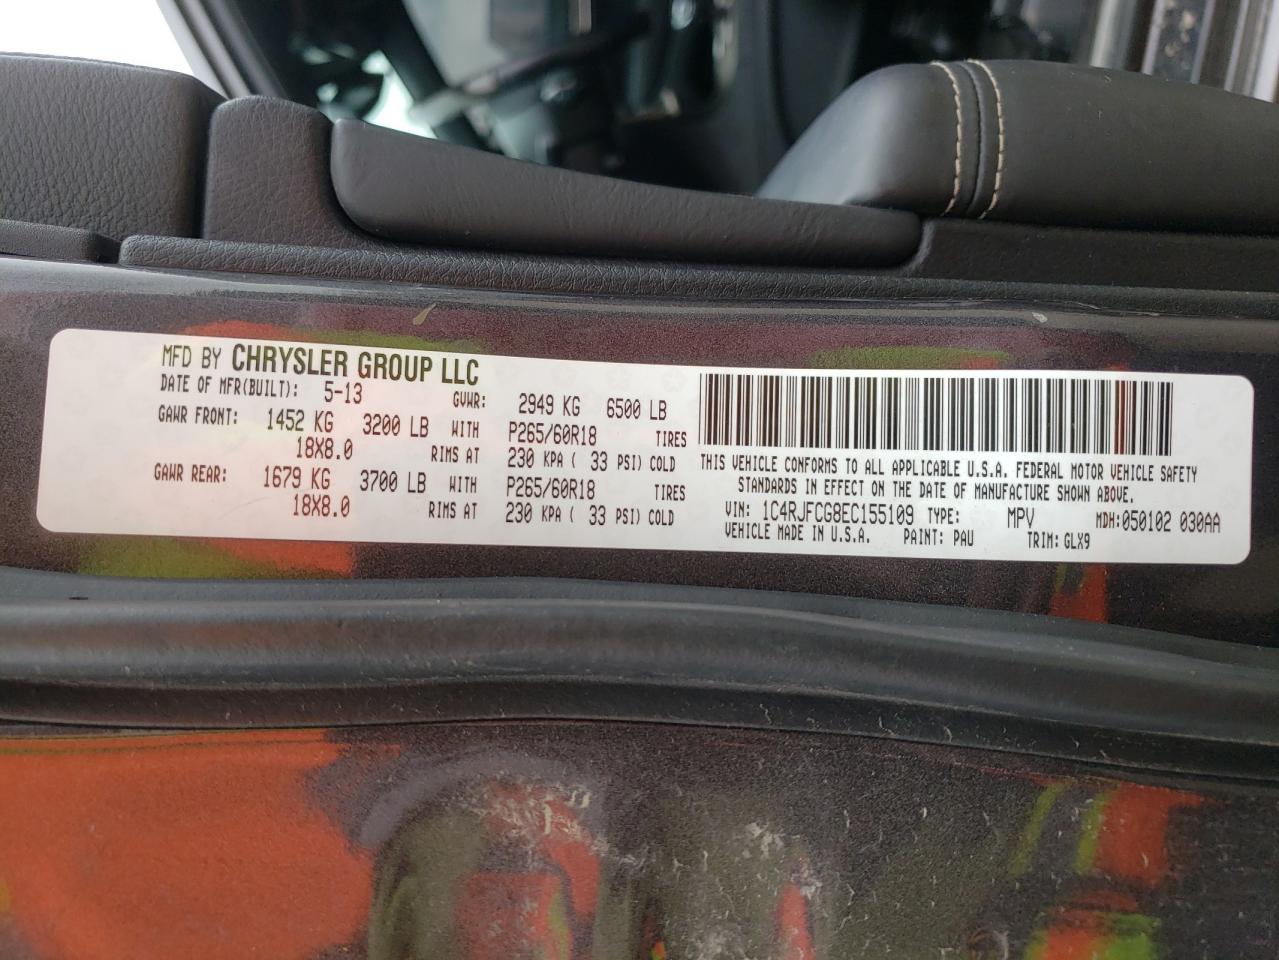 MFD BY CHRYSLER GROUP LLC
DATE OF MFR(BUILT): 5-13 GVWR: 2949 KG 6500 LB
GAWR FRONT: 1452 KG 3200 LB WITH P265/60R18 TIRES
18X8.0 RIMS AT 230 KPA ( 33 PSI) COLD
GAWR REAR: 1679 KG 3700 LB WITH P265/60R18 TIRES
18X8.0 RIMS AT 230 KPA ( 33 PSI) COLD
THIS VEHICLE CONFORMS TO ALL APPLICABLE U.S.A. FEDERAL MOTOR VEHICLE SAFETY
STANDARDS IN EFFECT ON THE DATE OF MANUFACTURE SHOWN ABOVE.
VIN: 1C4RJFCG8EC155109 TYPE: MPV MDH:050102 030AA
VEHICLE MADE IN U.S.A. PAINT: PAU TRIM: GLX9